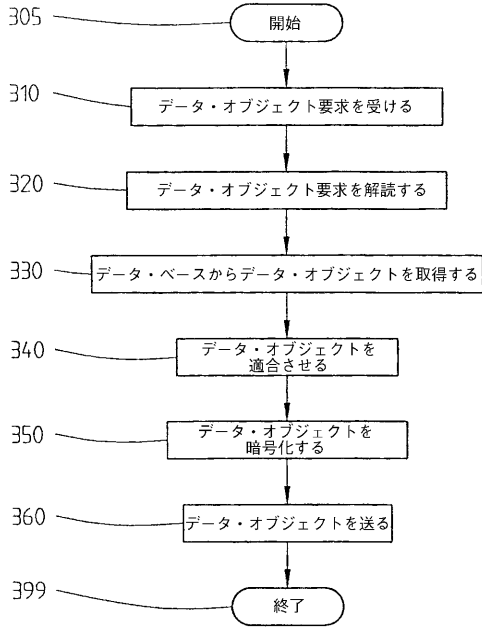 305
開始
310
データ・オブジェクト要求を受ける
320
データ・オブジェクト要求を解読する
330
データ・ベースからデータ・オブジェクトを取得する
340
データ・オブジェクトを
適合させる
350
データ・オブジェクトを
暗号化する
360
データ・オブジェクトを送る
399
終了